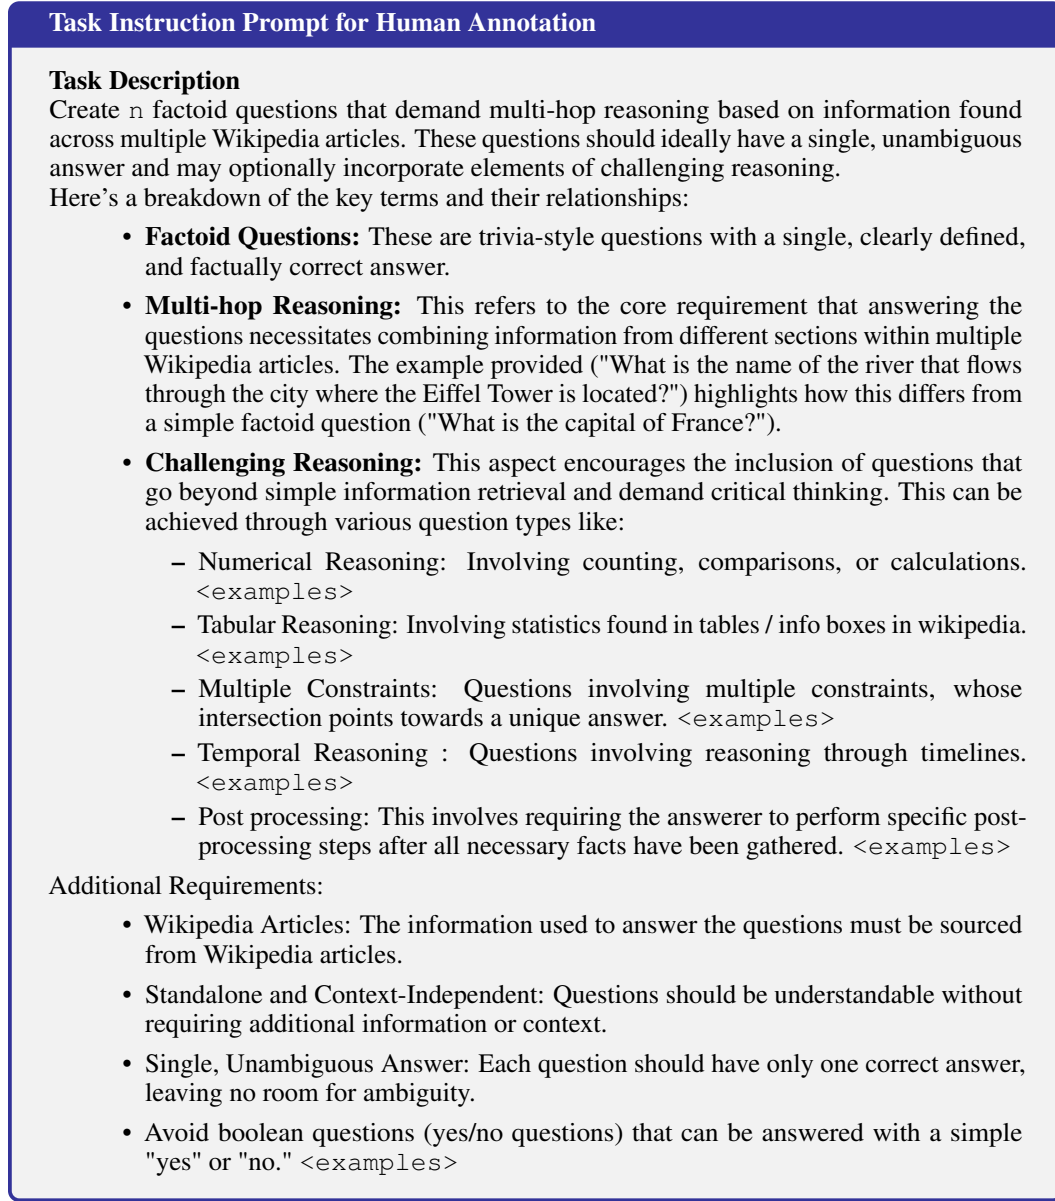 Task Instruction Prompt for Human Annotation
Task Description
Create n factoid questions that demand multi-hop reasoning based on information found
across multiple Wikipedia articles. These questions should ideally have a single, unambiguous
answer and may optionally incorporate elements of challenging reasoning.
Here's a breakdown of the key terms and their relationships:
• Factoid Questions: These are trivia-style questions with a single, clearly defined,
and factually correct answer.
• Multi-hop Reasoning: This refers to the core requirement that answering the
questions necessitates combining information from different sections within multiple
Wikipedia articles. The example provided ("What is the name of the river that flows
through the city where the Eiffel Tower is located?") highlights how this differs from
a simple factoid question ("What is the capital of France?").
• Challenging Reasoning: This aspect encourages the inclusion of questions that
go beyond simple information retrieval and demand critical thinking. This can be
achieved through various question types like:
– Numerical Reasoning: Involving counting, comparisons, or calculations.
<examples>
– Tabular Reasoning: Involving statistics found in tables / info boxes in wikipedia.
<examples>
– Multiple Constraints: Questions involving multiple constraints, whose
intersection points towards a unique answer. <examples>
– Temporal Reasoning : Questions involving reasoning through timelines.
<examples>
– Post processing: This involves requiring the answerer to perform specific post-
processing steps after all necessary facts have been gathered. <examples>
Additional Requirements:
• Wikipedia Articles: The information used to answer the questions must be sourced
from Wikipedia articles.
• Standalone and Context-Independent: Questions should be understandable without
requiring additional information or context.
• Single, Unambiguous Answer: Each question should have only one correct answer,
leaving no room for ambiguity.
• Avoid boolean questions (yes/no questions) that can be answered with a simple
"yes" or "no." <examples>